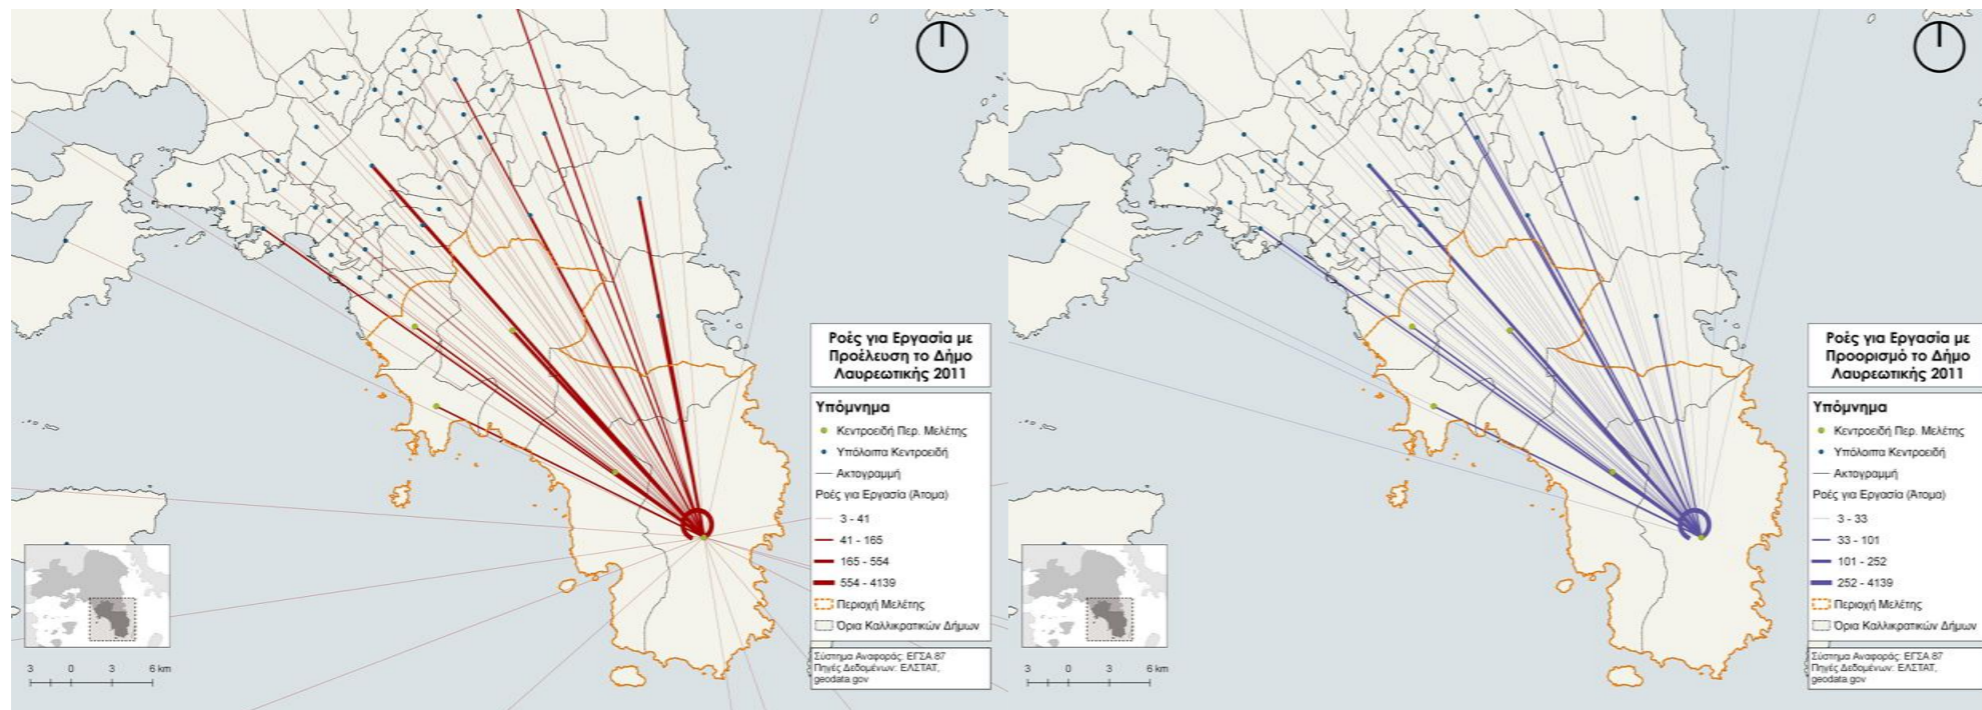 Ροές για Εργασία με
Προέλευση το Δήμο
Λαυρεωτικής 2011
Υπόμνημα
Κεντροειδή Περ. Μελέτης
Υπόλοιπα Κεντροειδή
Ακτογραμμή
Ροές για Εργασία (Άτομα)
3 - 41
41 - 165
165 - 554
554 - 4139
Περιοχή Μελέτης
Όρια Καλλικρατικών Δήμων
Σύστημα Αναφοράς: ΕΓΣΑ 87
Πηγές Δεδομένων: ΕΛΣΤΑΤ,
geodata.gov
3 0 3 6 km
Ροές για Εργασία με
Προορισμό το Δήμο
Λαυρεωτικής 2011
Υπόμνημα
Κεντροειδή Περ. Μελέτης
Υπόλοιπα Κεντροειδή
Ακτογραμμή
Ροές για Εργασία (Άτομα)
3 - 33
33 - 101
101 - 252
252 - 4139
Περιοχή Μελέτης
Όρια Καλλικρατικών Δήμων
Σύστημα Αναφοράς: ΕΓΣΑ 87
Πηγές Δεδομένων: ΕΛΣΤΑΤ,
geodata.gov
3 0 3 6 km